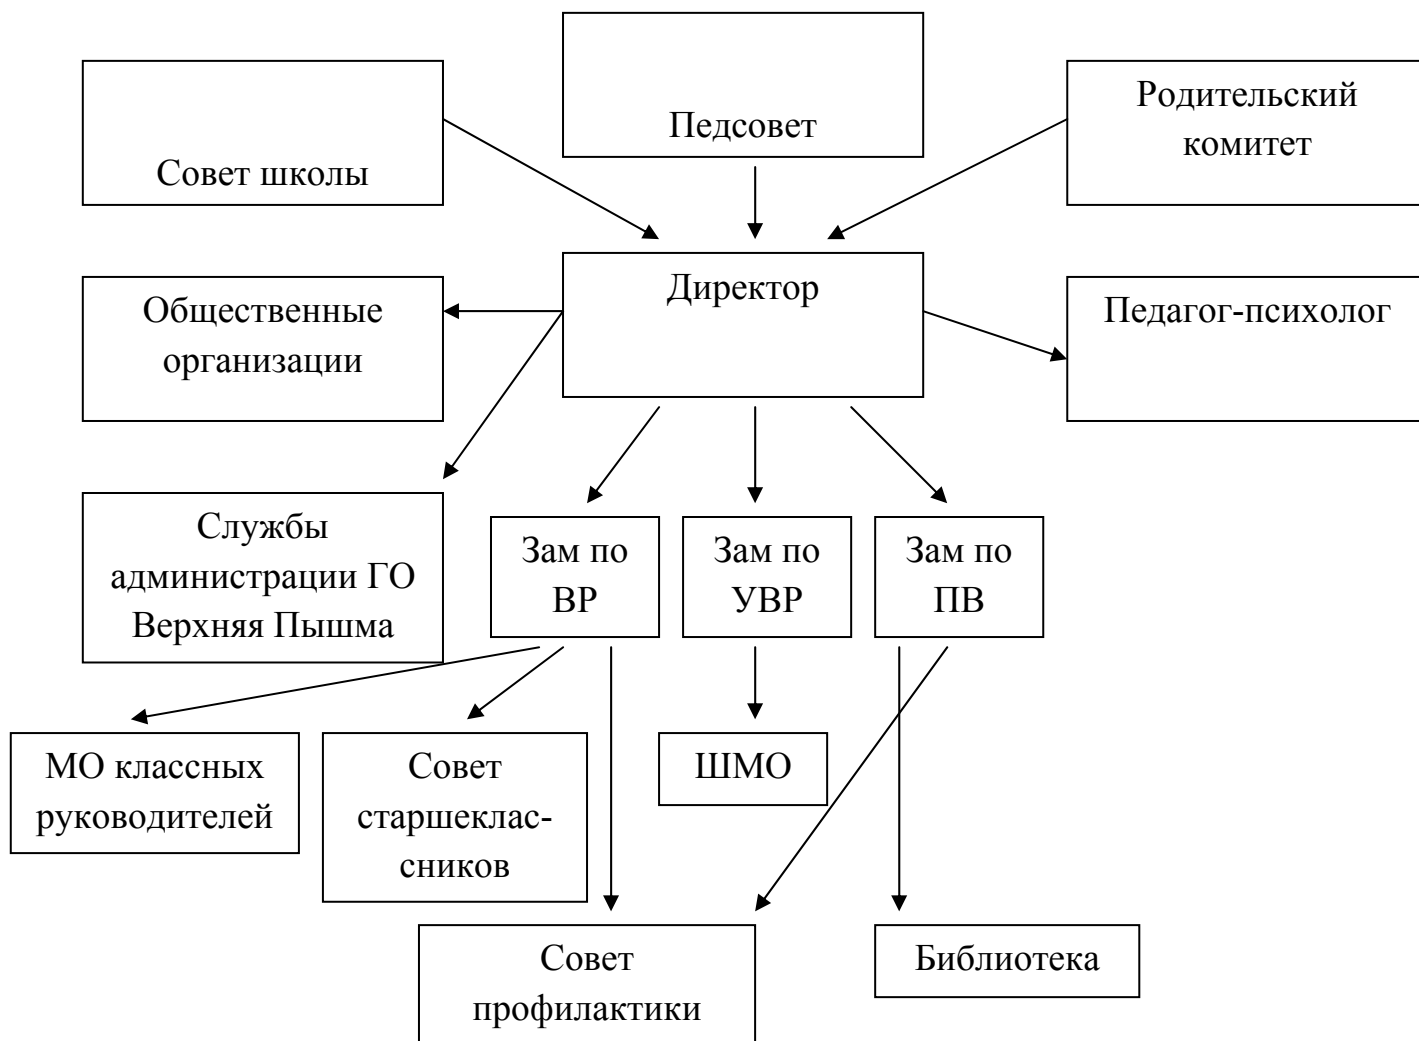 Совет школы
Педсовет
Родительский
комитет
Общественные
организации
Директор
Педагог-психолог
Службы
администрации ГО
Верхняя Пышма
Зам по
ВР
Зам по
УВР
Зам по
ПВ
МО классных
руководителей
Совет
старшеклас-
сников
ШМО
Совет
профилактики
Библиотека